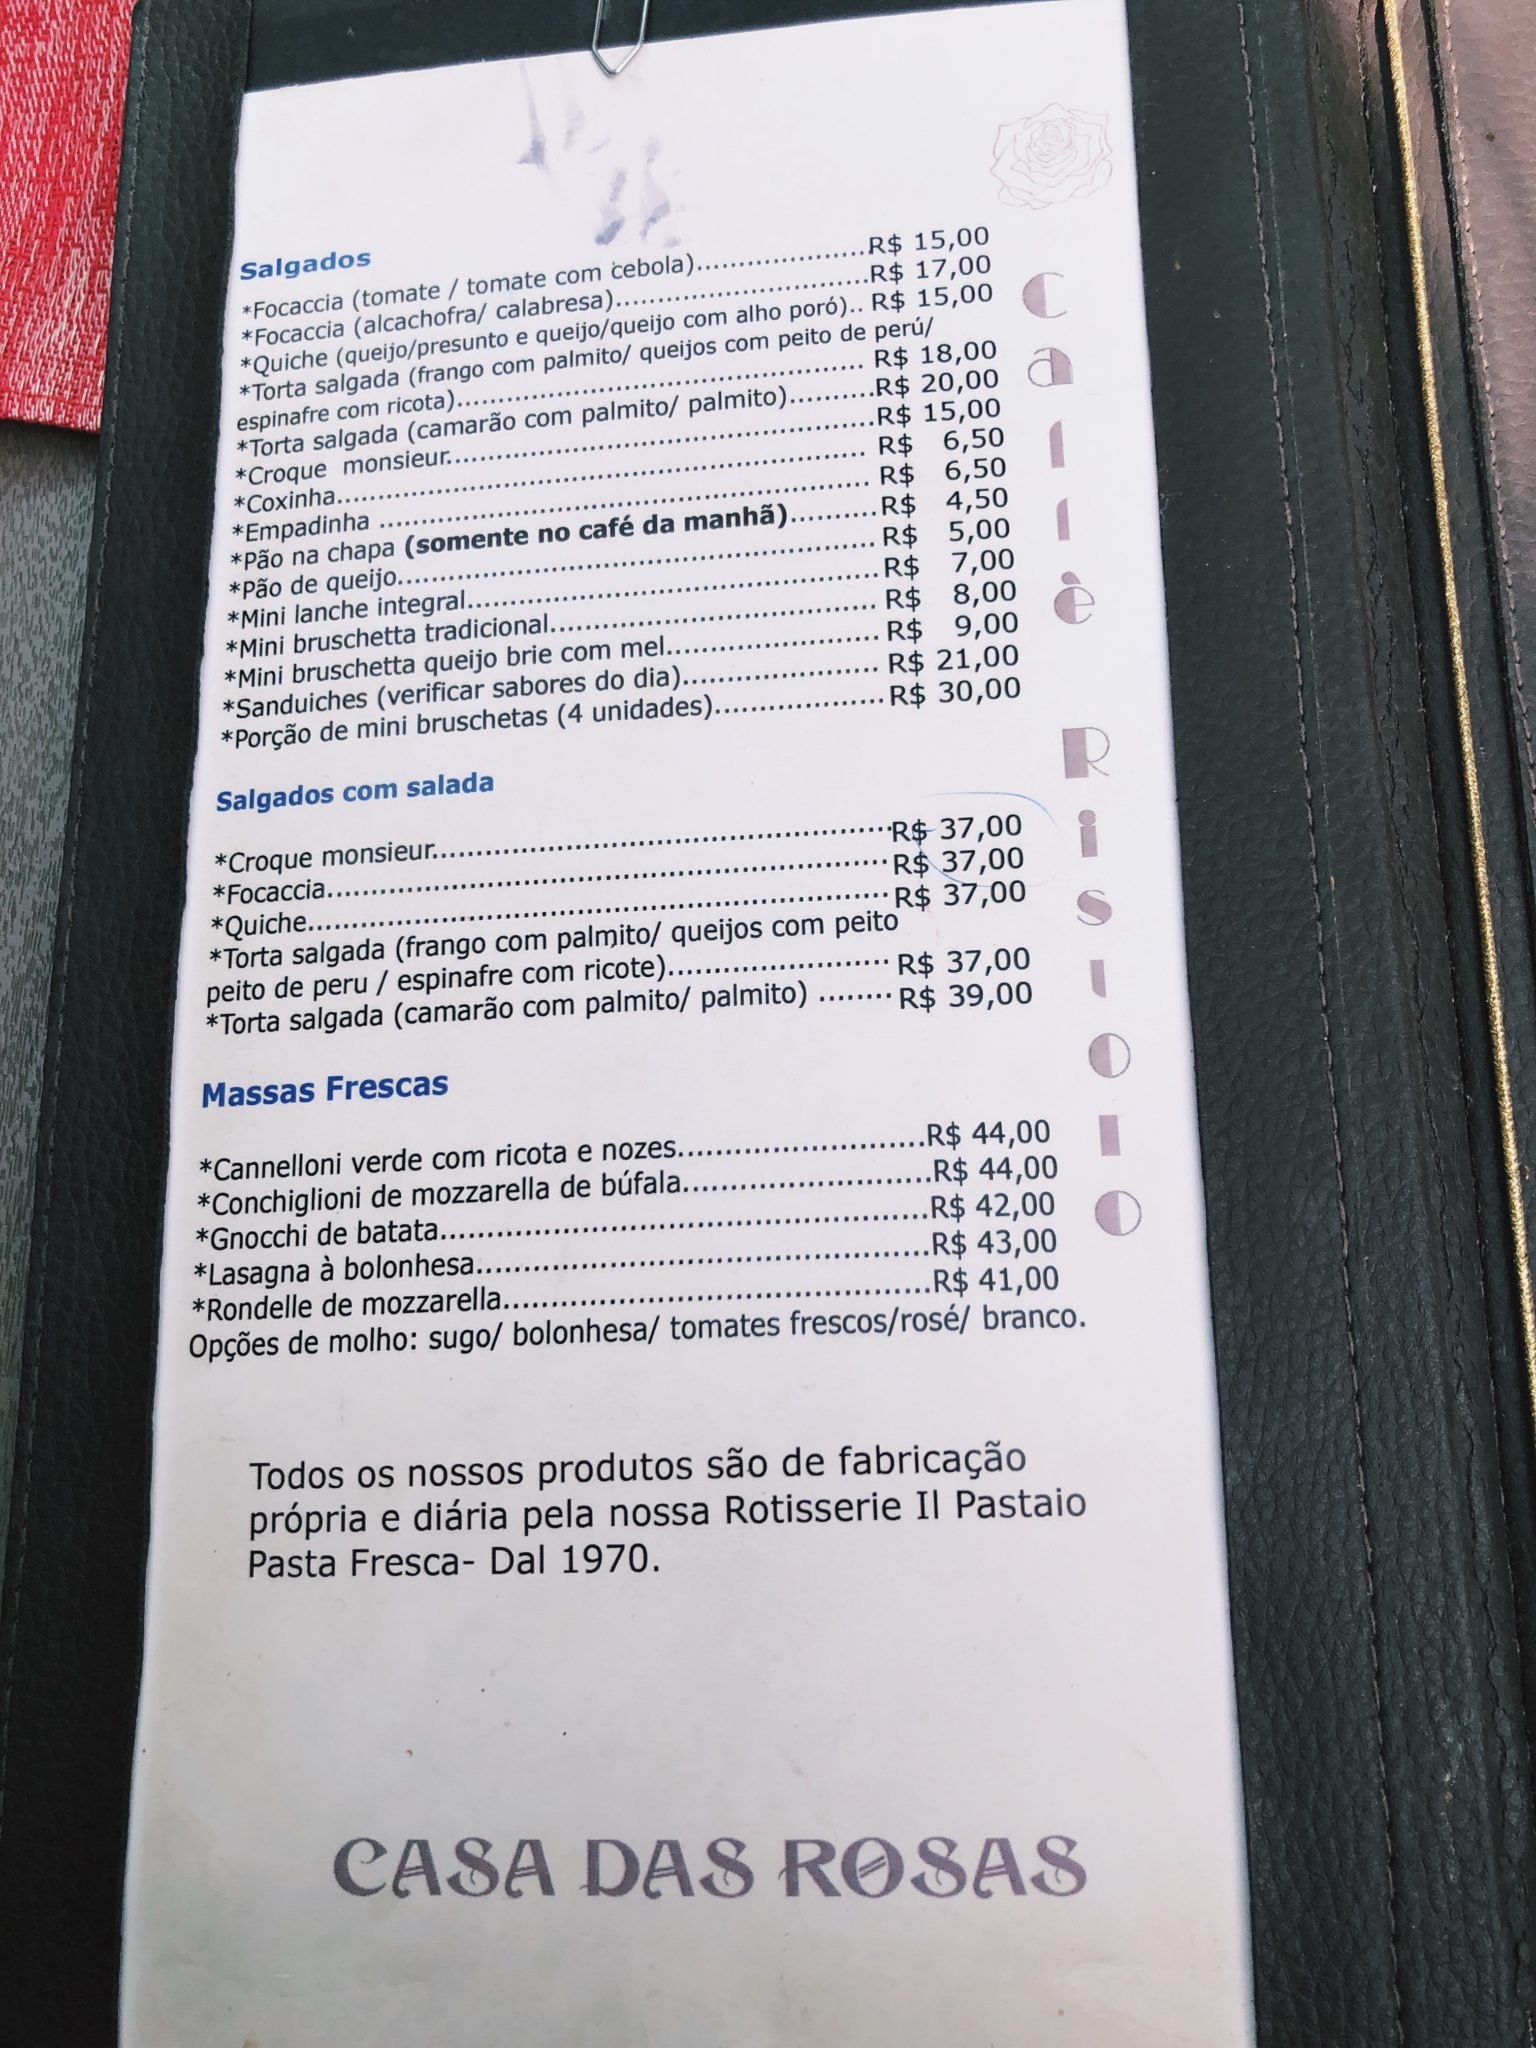 Salgados
*Focaccia (tomate / tomate com cebola).......................R$ 15,00
*Focaccia (alcachofra/ calabresa)..................................R$ 17,00
*Quiche (queijo/presunto e queijo/queijo com alho poró).. R$ 15,00
*Torta salgada (frango com palmito/ queijos com peito de perú/
espinafre com ricota)....................................................... R$ 18,00
*Torta salgada (camarão com palmito/ palmito)..........R$ 20,00
*Croque monsieur..........................................................R$ 15,00
*Coxinha....................................................................... R$ 6,50
*Empadinha .................................................................. R$ 6,50
*Pão na chapa (somente no café da manhã)..........R$ 4,50
*Pão de queijo................................................................ R$ 5,00
*Mini lanche integral.......................................................R$ 7,00
*Mini bruschetta tradicional............................................ R$ 8,00
*Mini bruschetta queijo brie com mel............................ R$ 9,00
*Sanduiches (verificar sabores do dia)......................... R$ 21,00
*Porção de mini bruschetas (4 unidades)......................R$ 30,00
Salgados com salada
*Croque monsieur............................................................R$ 37,00
*Focaccia.........................................................................R$ 37,00
*Quiche............................................................................R$ 37,00
*Torta salgada (frango com palmito/ queijos com peito
peito de peru / espinafre com ricote)............................. R$ 37,00
*Torta salgada (camarão com palmito/ palmito) ........ R$ 39,00
Massas Frescas
*Cannelloni verde com ricota e nozes...............................R$ 44,00
*Conchiglioni de mozzarella de búfala...............................R$ 44,00
*Gnocchi de batata............................................................R$ 42,00
*Lasagna à bolonhesa........................................................R$ 43,00
*Rondelle de mozzarella.....................................................R$ 41,00
Opções de molho: sugo/ bolonhesa/ tomates frescos/rosé/ branco.
Todos os nossos produtos são de fabricação
própria e diária pela nossa Rotisserie Il Pastaio
Pasta Fresca- Dal 1970.
Caffè Ristoro
CASA DAS ROSAS